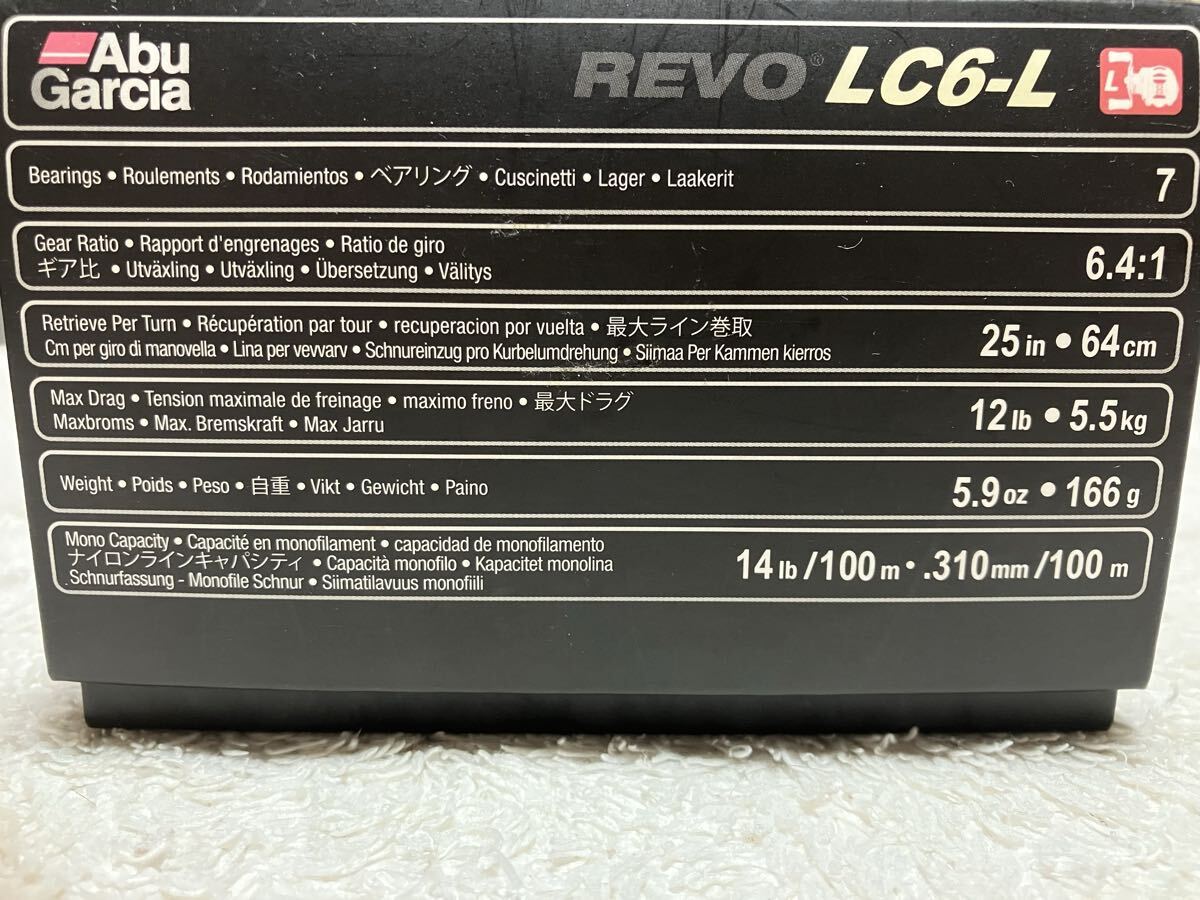 Abu
Garcia
REVO® LC6-L
L
Bearings • Roulements • Rodamientos • ベアリング • Cuscinetti • Lager • Laakerit
7
Gear Ratio • Rapport d'engrenages • Ratio de giro
ギア比 • Utväxling • Utväxling • Übersetzung • Välitys
6.4:1
Retrieve Per Turn • Récupération par tour • recuperacion por vuelta • 最大ライン巻取
Cm per giro di manovella • Lina per vevvarv • Schnureinzug pro Kurbelumdrehung • Siimaa Per Kammen kierros
25 in • 64 cm
Max Drag • Tension maximale de freinage • maximo freno • 最大ドラグ
Maxbroms • Max. Bremskraft • Max Jarru
12 lb • 5.5 kg
Weight • Poids • Peso • 自重 • Vikt • Gewicht • Paino
5.9 oz • 166 g
Mono Capacity • Capacité en monofilament • capacidad de monofilamento
ナイロンラインキャパシティ • Capacità monofilo • Kapacitet monolina
Schnurfassung - Monofile Schnur • Siimatilavuus monofiili
14 lb/100 m • .310mm/100 m